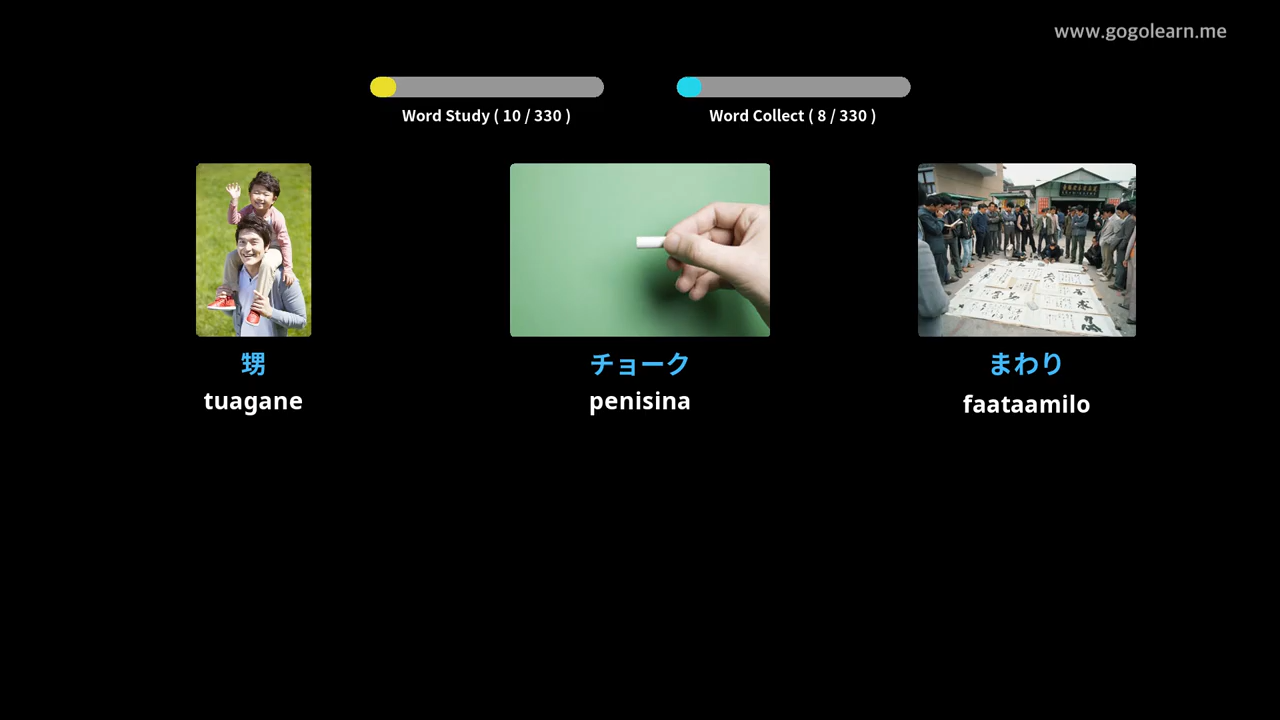 www.gogolearn.me
Word Study ( 10 / 330 )
Word Collect ( 8 / 330 )
甥
チョーク
まわり
tuagane
penisina
faataamilo